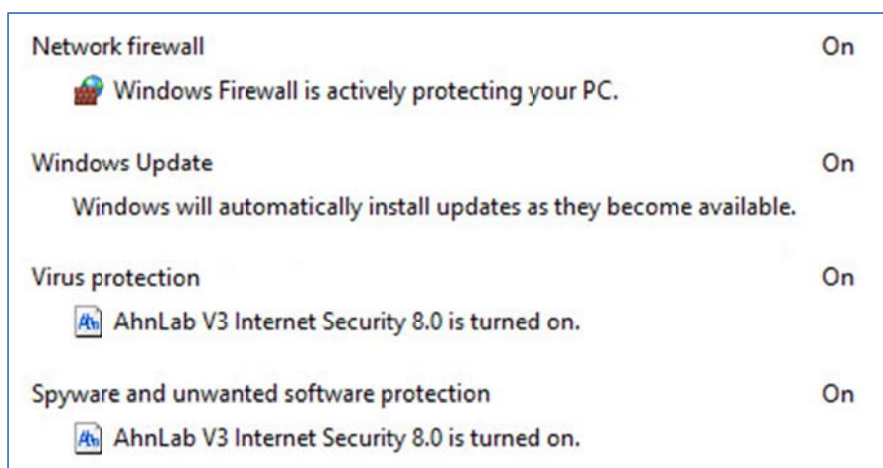 Network firewall On
Windows Firewall is actively protecting your PC.
Windows Update On
Windows will automatically install updates as they become available.
Virus protection On
AhnLab V3 Internet Security 8.0 is turned on.
Spyware and unwanted software protection On
AhnLab V3 Internet Security 8.0 is turned on.